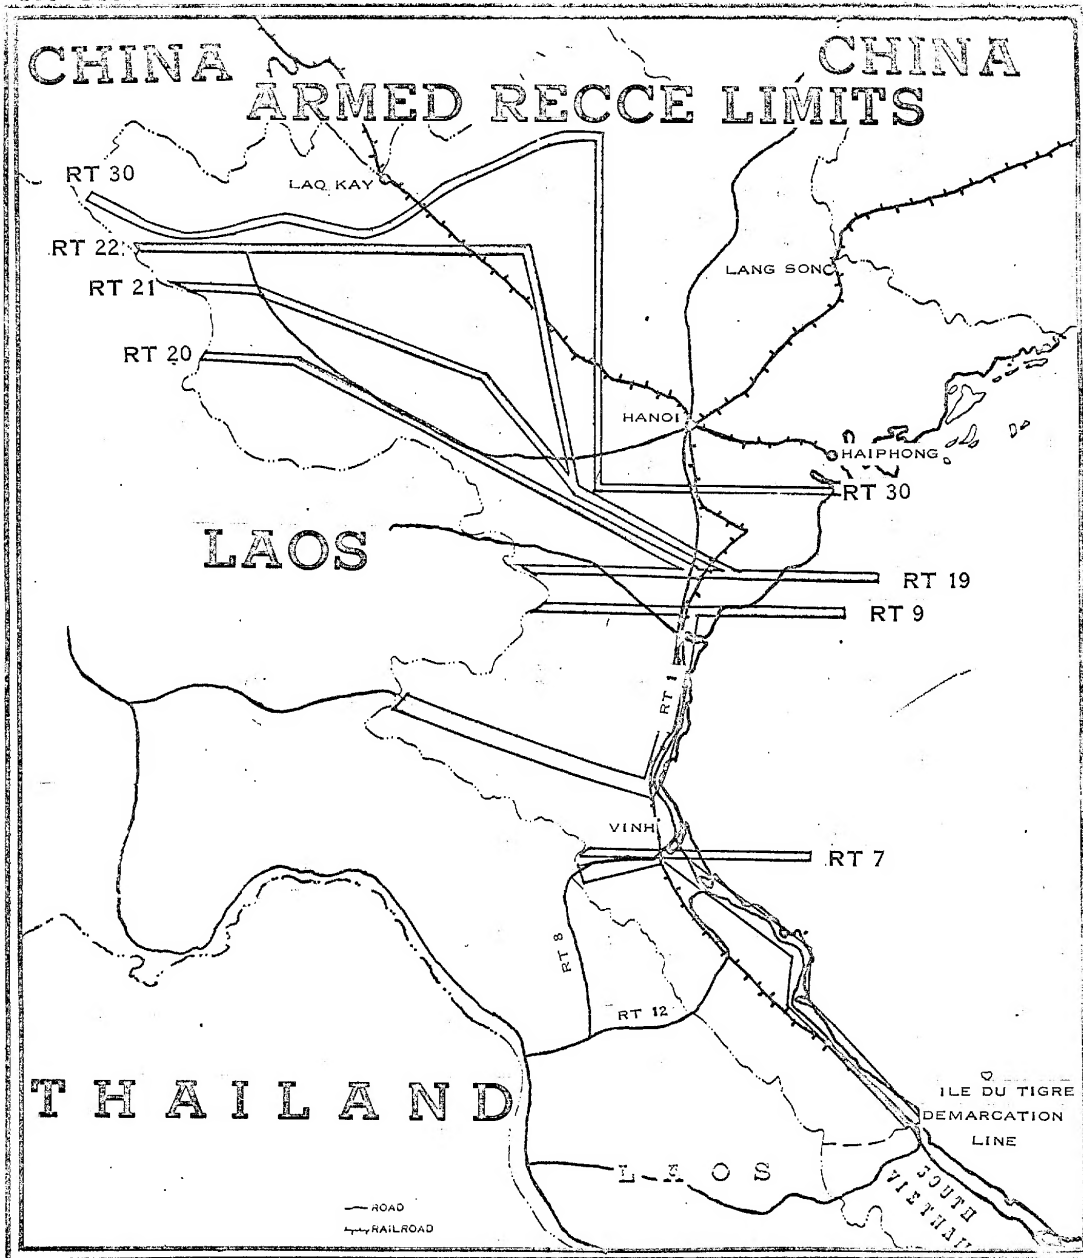 CHINA
CHINA
ARMED RECCE LIMITS
RT 30
LAO KAY
RT 22
LANG SONG
RT 21
RT 20
HANOI
HAIPHONG
RT 30
LAOS
RT 19
RT 9
RT 1
VINH
RT 7
RT 8
RT 12
THAILAND
ILE DU TIGRE
DEMARCATION
LINE
LAOS
SOUTH
VIETNAM
ROAD
RAILROAD